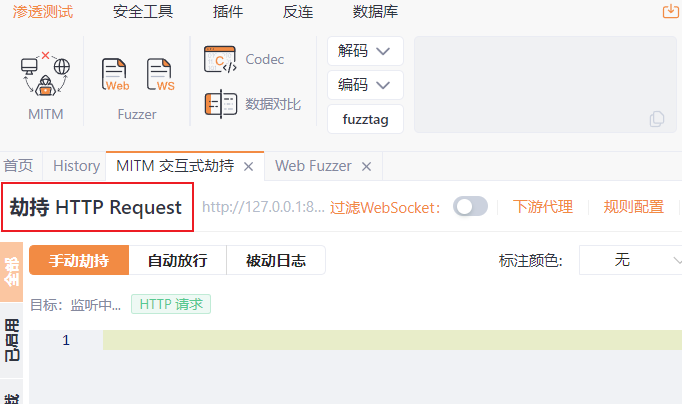 渗透测试 安全工具 插件 反连 数据库
Web WS C Codec 解码
数据对比 编码
MITM Fuzzer fuzztag
首页 History MITM 交互式劫持 Web Fuzzer
劫持 HTTP Request http://127.0.0.1:8... 过滤WebSocket: 下游代理 规则配置
全部 手动劫持 自动放行 被动日志 标注颜色: 无
目标: 监听中... HTTP 请求
已启用 1